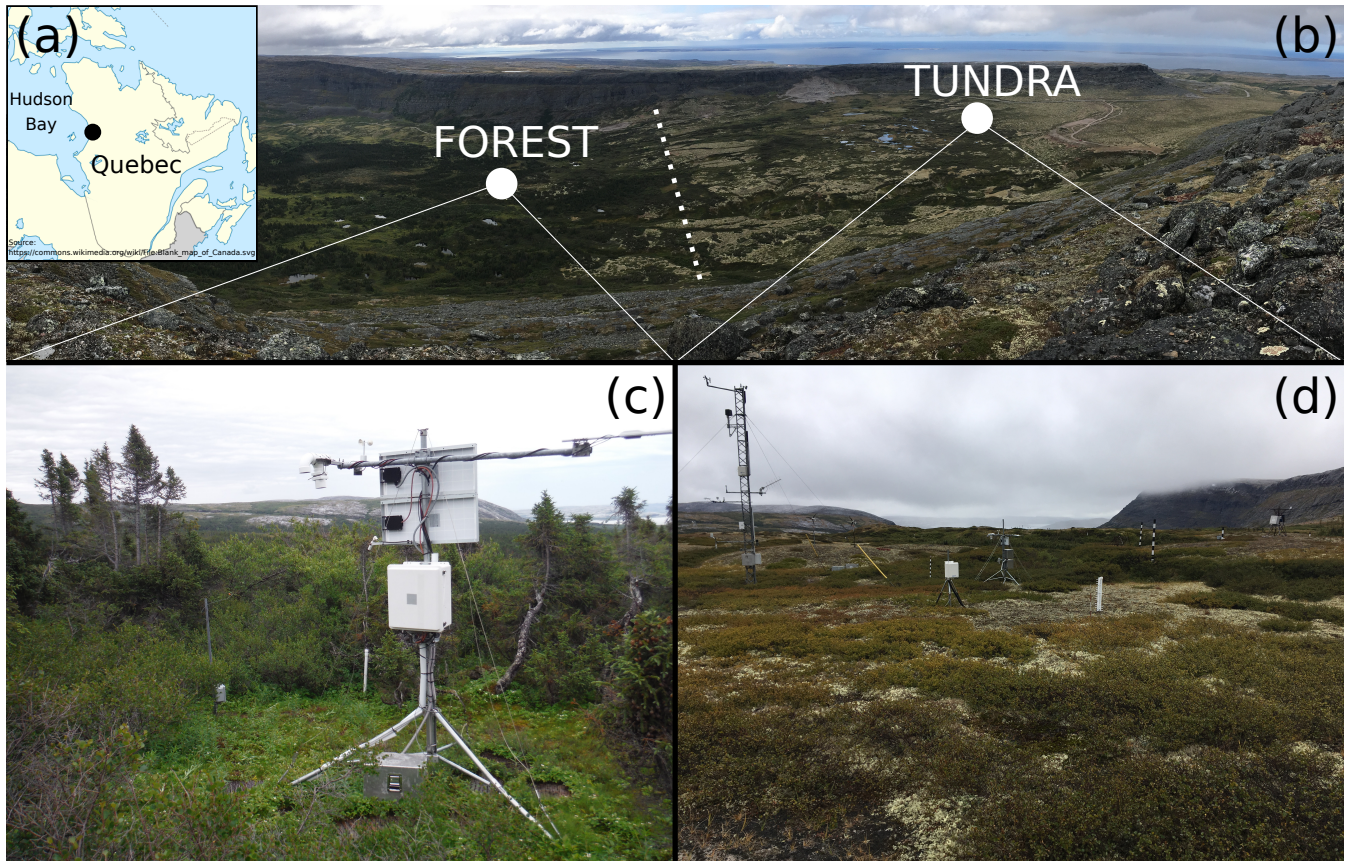 (a)
Hudson
Bay
Quebec
Source:
https://commons.wikimedia.org/wiki/File:Blank_map_of_Canada.svg
(b)
FOREST
TUNDRA
(c)
(d)